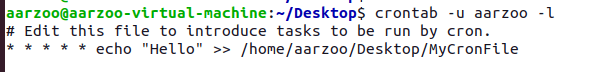 aarzoo@aarzoo-virtual-machine:~/Desktop$ crontab -u aarzoo -l
# Edit this file to introduce tasks to be run by cron.
* * * * * echo "Hello" >> /home/aarzoo/Desktop/MyCronFile